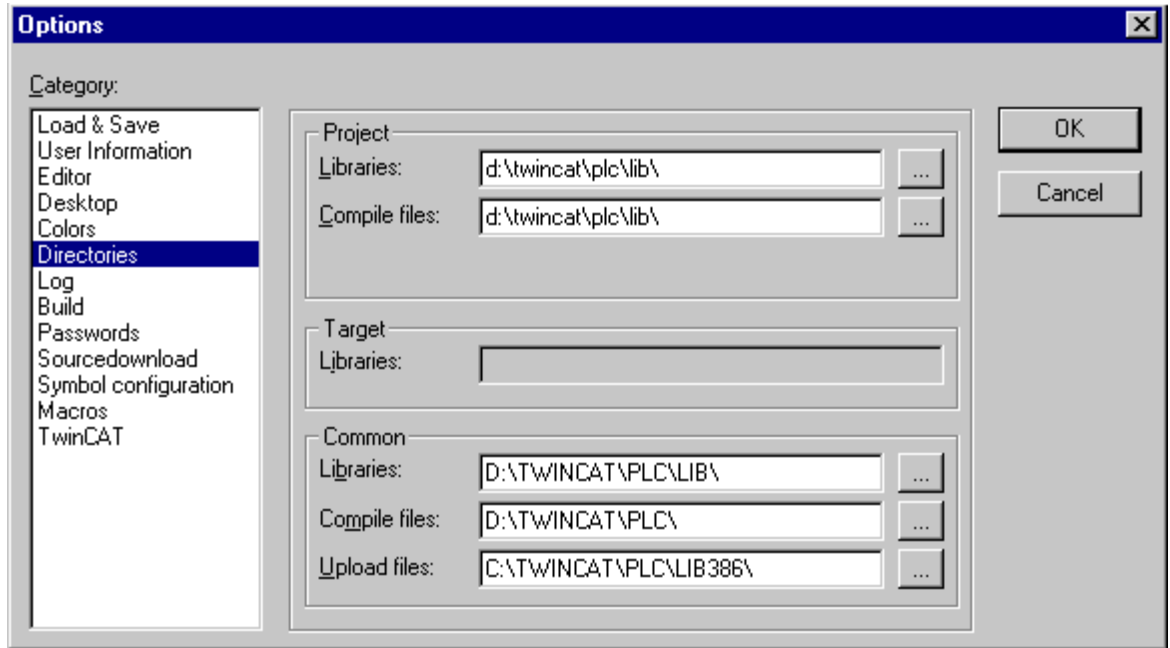 Options
Category:
Load & Save
User Information
Editor
Desktop
Colors
Directories
Log
Build
Passwords
Sourcedownload
Symbol configuration
Macros
TwinCAT
Project
Libraries: d:\twincat\plc\lib\ ...
Compile files: d:\twincat\plc\lib\ ...
Target
Libraries:
Common
Libraries: D:\TWINCAT\PLC\LIB\ ...
Compile files: D:\TWINCAT\PLC\ ...
Upload files: C:\TWINCAT\PLC\LIB386\ ...
OK
Cancel